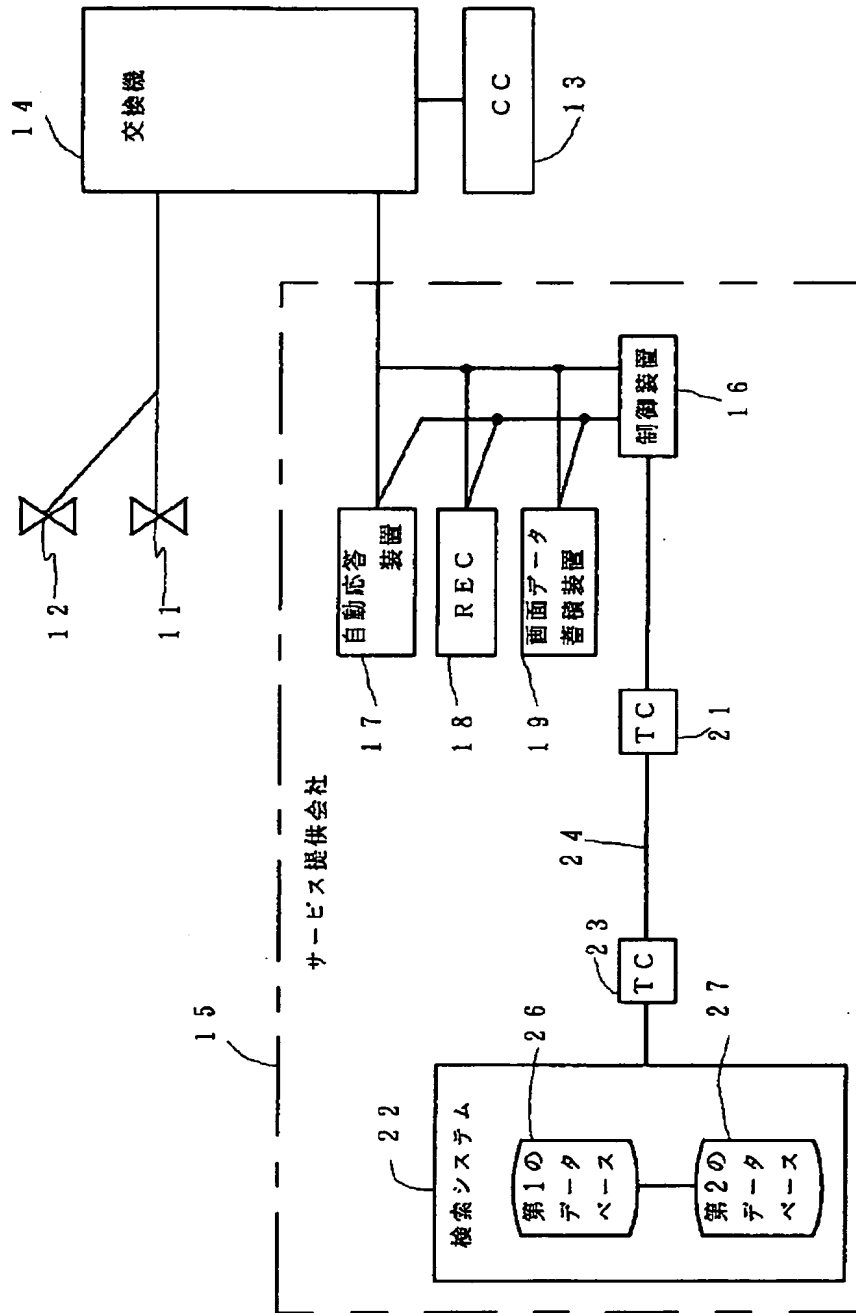 サービス提供会社
15
検索システム
22
第1の
データ
ベース
26
第2の
データ
ベース
27
TC
23
24
TC
21
自動応答
装置
17
REC
18
画面データ
蓄積装置
19
制御装置
16
12
11
交換機
14
CC
13